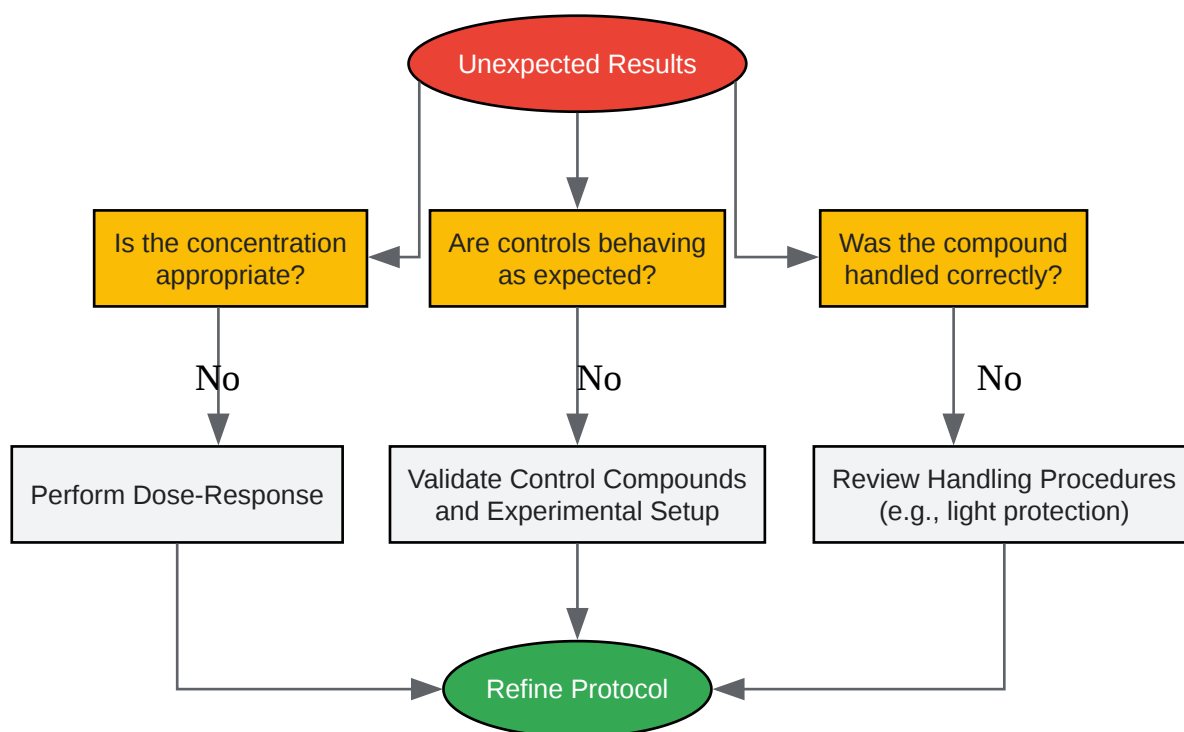 Unexpected Results
Is the concentration
appropriate?
Are controls behaving
as expected?
Was the compound
handled correctly?
No
No
No
Perform Dose-Response
Validate Control Compounds
and Experimental Setup
Review Handling Procedures
(e.g., light protection)
Refine Protocol